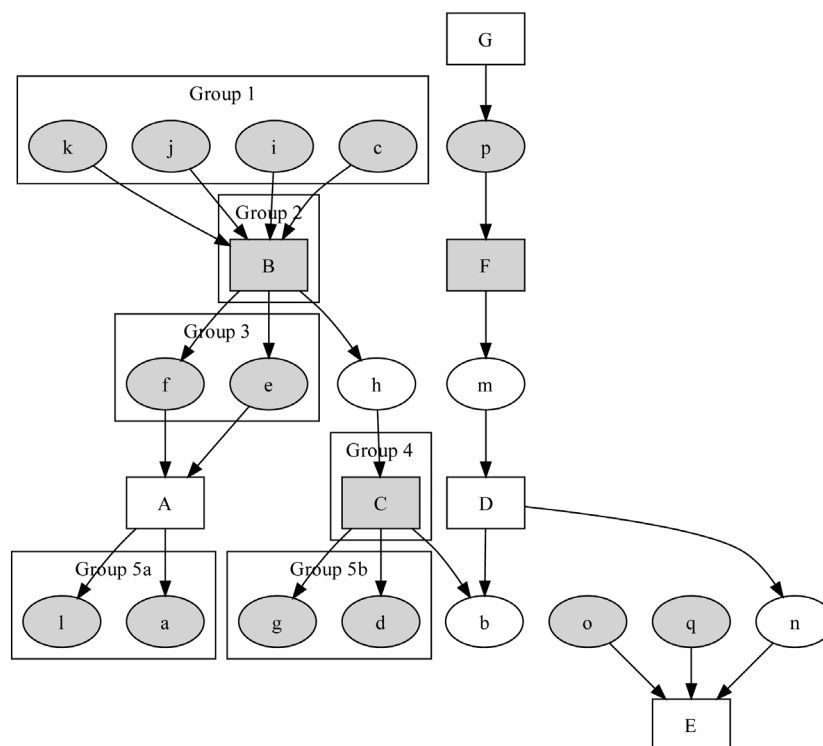 G
Group 1
k j i c p
Group 2
B F
Group 3
f e h m
Group 4
A C D
Group 5a Group 5b
l a g d b o q n
E